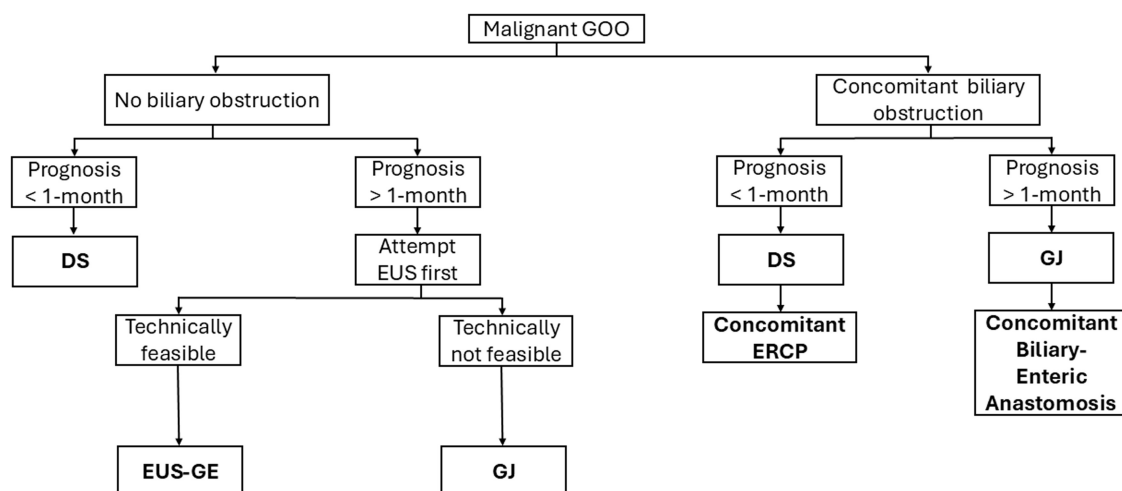 Malignant GOO
No biliary obstruction
Concomitant biliary
obstruction
Prognosis
< 1-month
Prognosis
> 1-month
Prognosis
< 1-month
Prognosis
> 1-month
DS
Attempt
EUS first
DS
GJ
Technically
feasible
Technically
not feasible
Concomitant
ERCP
Concomitant
Biliary-
Enteric
Anastomosis
EUS-GE
GJ